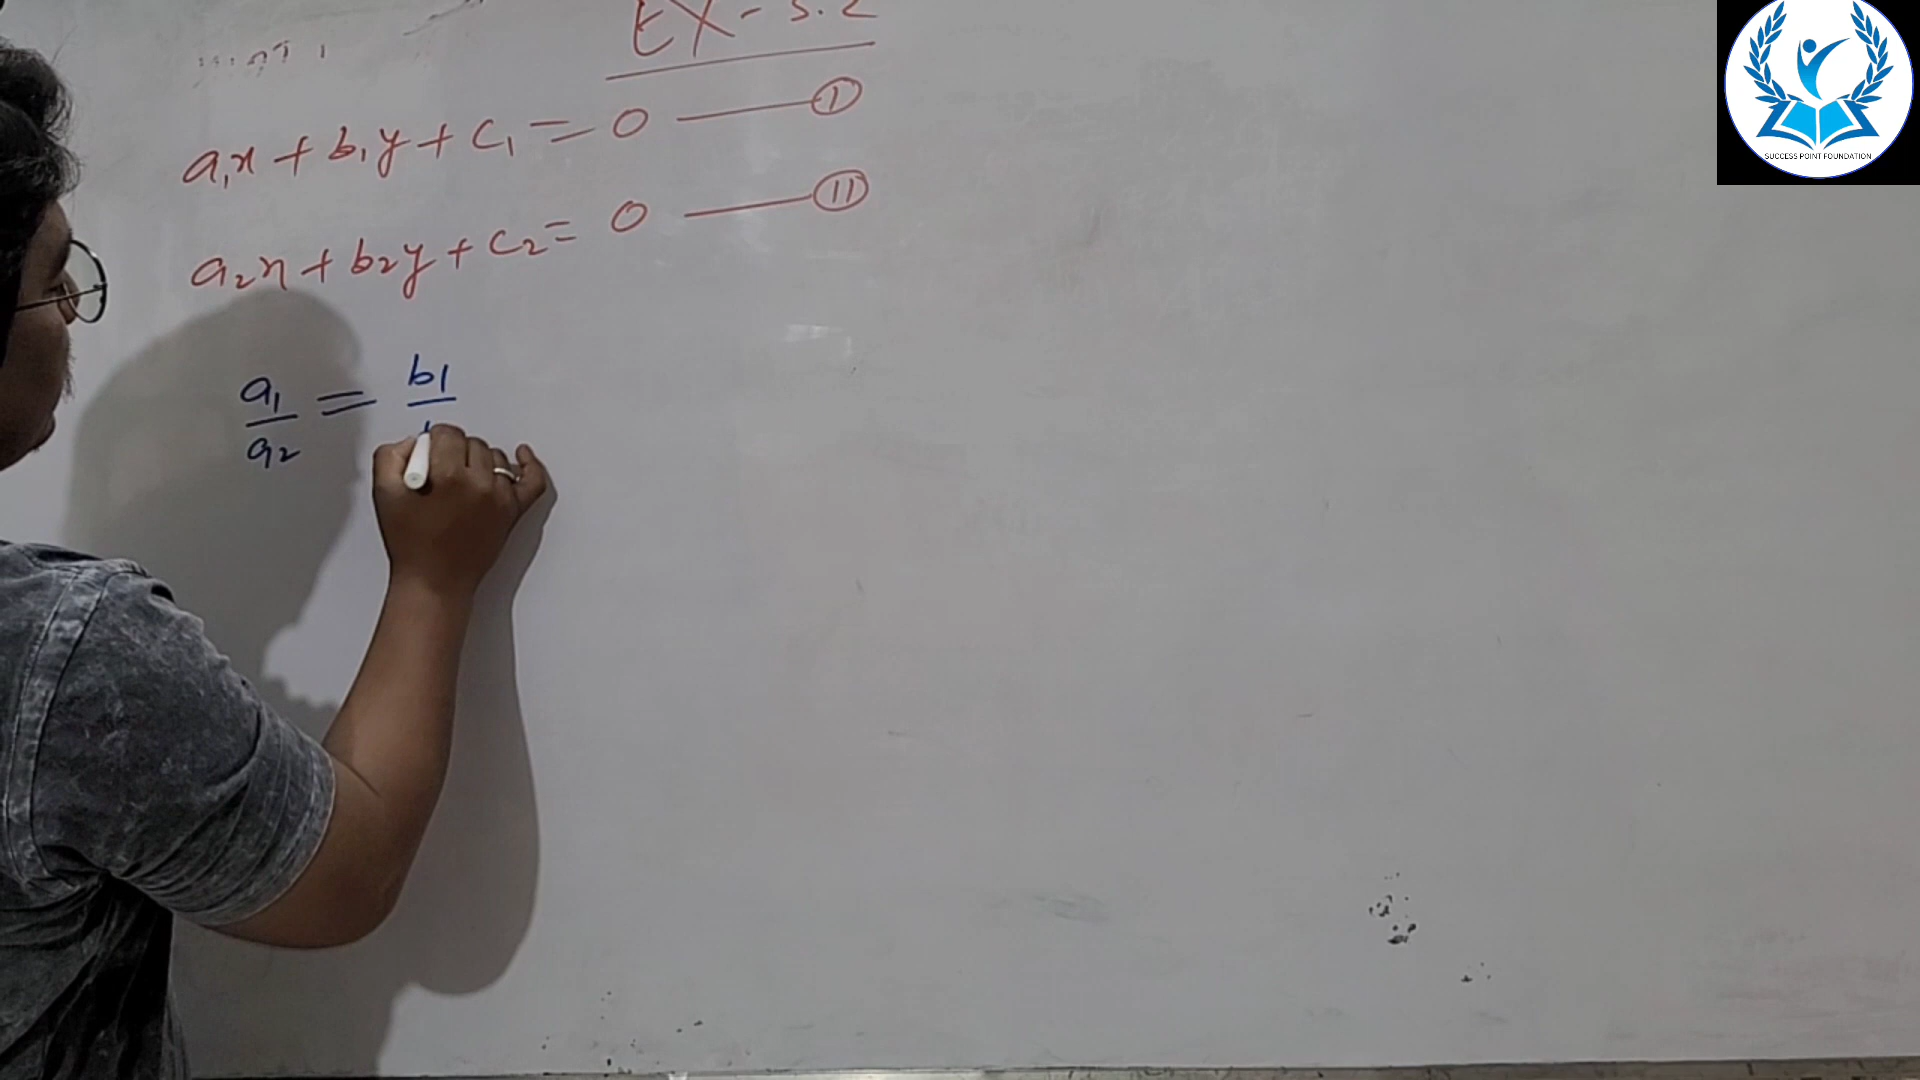 EX-3.2
a₁x + b₁y + c₁ = 0 —— ①
a₂x + b₂y + c₂ = 0 —— ⑪
a₁/a₂ = b₁/
SUCCESS POINT FOUNDATION